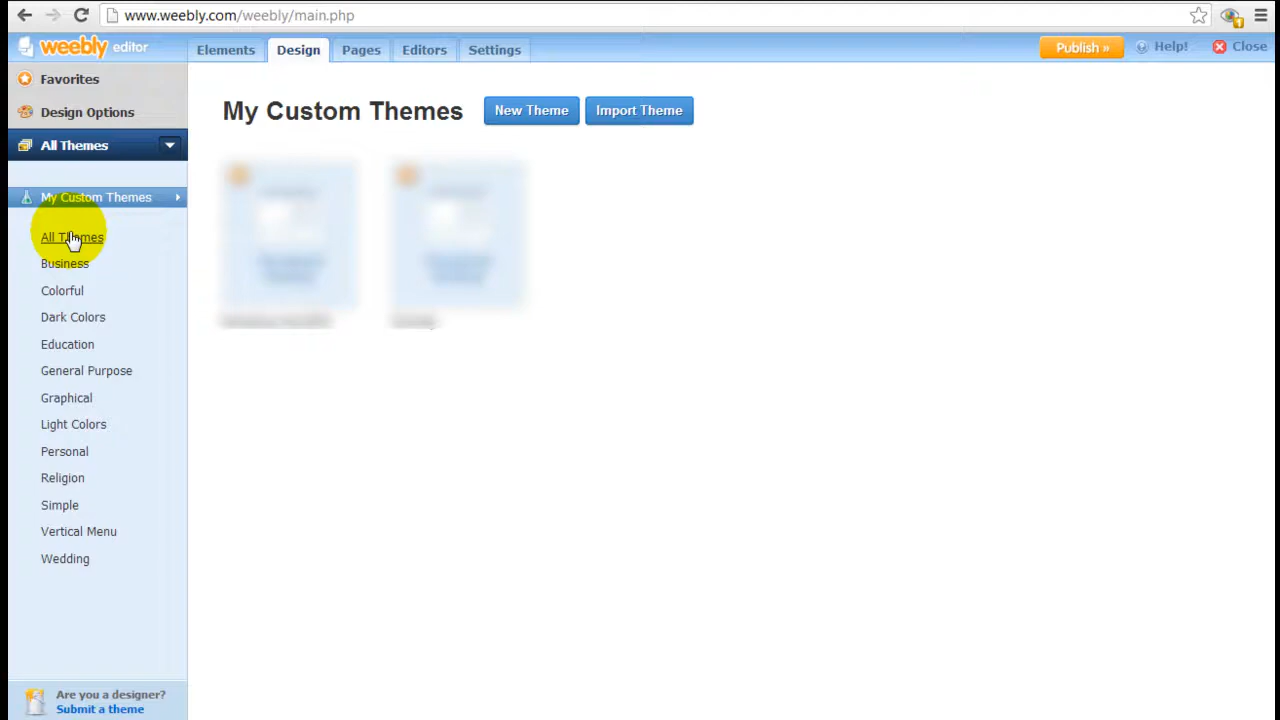 www.weebly.com/weebly/main.php
weebly editor
Elements
Design
Pages
Editors
Settings
Publish »
Help!
Close
Favorites
Design Options
All Themes
My Custom Themes
New Theme
Import Theme
My Custom Themes
All Themes
Business
Colorful
Dark Colors
Education
General Purpose
Graphical
Light Colors
Personal
Religion
Simple
Vertical Menu
Wedding
Are you a designer?
Submit a theme